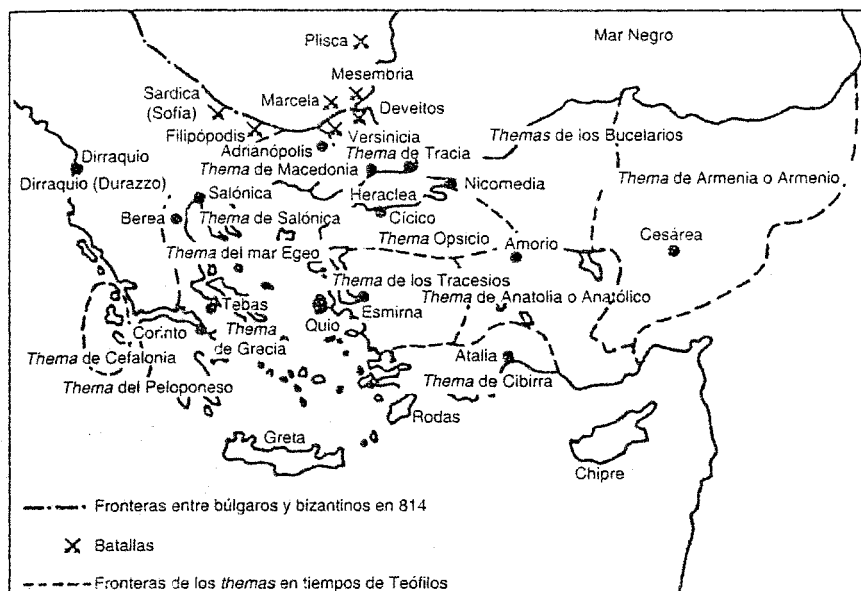 Plisca
Mar Negro
Mesembria
Sardica
(Sofía)
Marcela
Deveitos
Filipópodis
Versinicia
Adrianópolis
Themas de los Bucelarios
Dirraquio
Dirraquio (Durazzo)
Thema de Tracia
Thema de Macedonia
Thema de Armenia o Armenio
Salónica
Heraclea
Nicomedia
Berea
Thema de Salónica
Cícico
Thema Opsicio
Amorio
Cesárea
Thema del mar Egeo
Thema de los Tracesios
Thema de Anatolia o Anatólico
Tebas
Esmirna
Quio
Corinto
Thema
de Grecia
Thema de Cefalonia
Atalia
Thema del Peloponeso
Thema de Cibirra
Rodas
Greta
Chipre
Fronteras entre búlgaros y bizantinos en 814
Batallas
Fronteras de los themas en tiempos de Teófilos